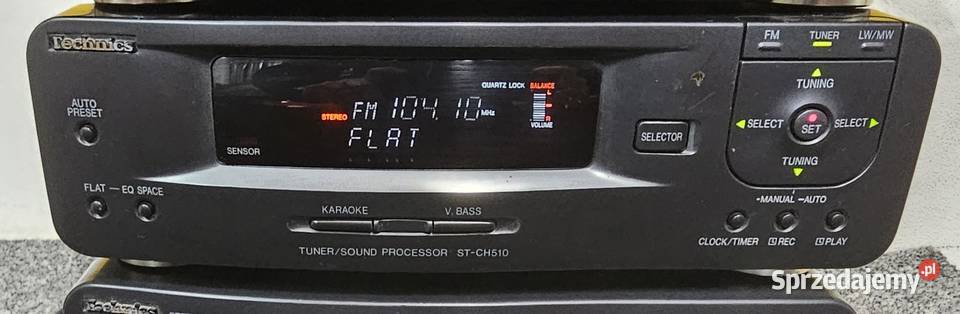 Technics
FM TUNER LW/MW
AUTO
PRESET
QUARTZ LOCK BALANCE
L
R
VOLUME
STEREO FM 104.10 MHz
FLAT
SENSOR
SELECTOR
TUNING
SELECT SET SELECT
TUNING
FLAT — EQ SPACE
KARAOKE V. BASS
MANUAL AUTO
CLOCK/TIMER REC PLAY
TUNER/SOUND PROCESSOR ST-CH510
Technics
Sprzedajemy.pl